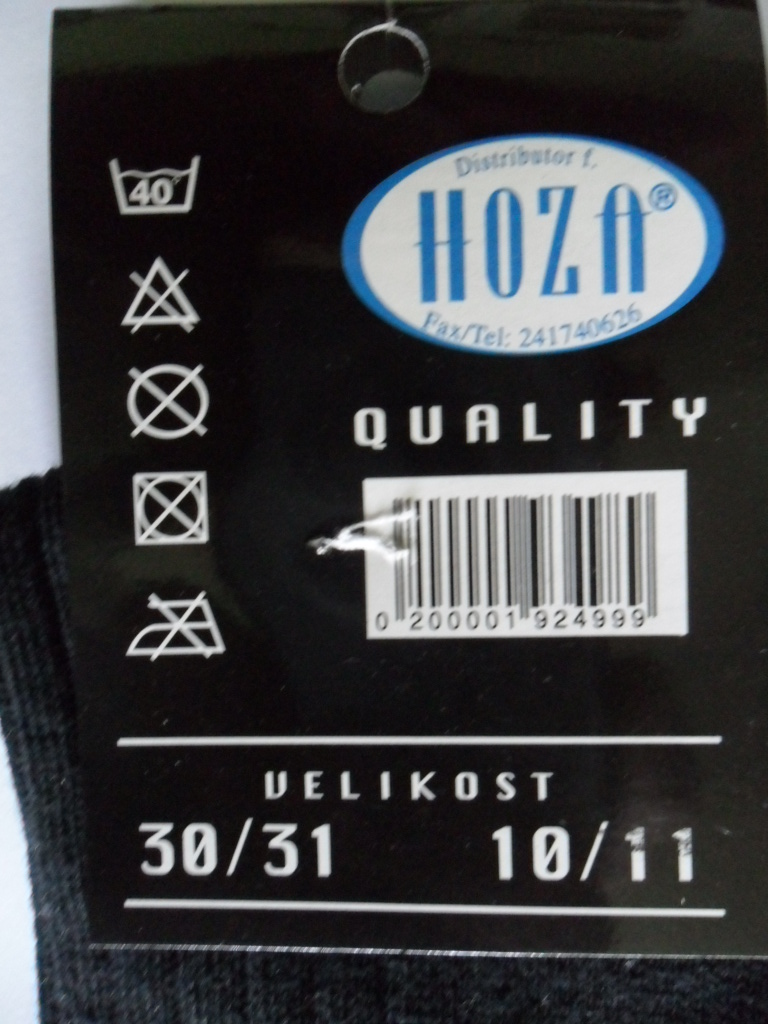 40°
Distributor f.
HOZA®
Fax/Tel: 241740626
QUALITY
0 200001 924999
VELIKOST
30/31 10/11